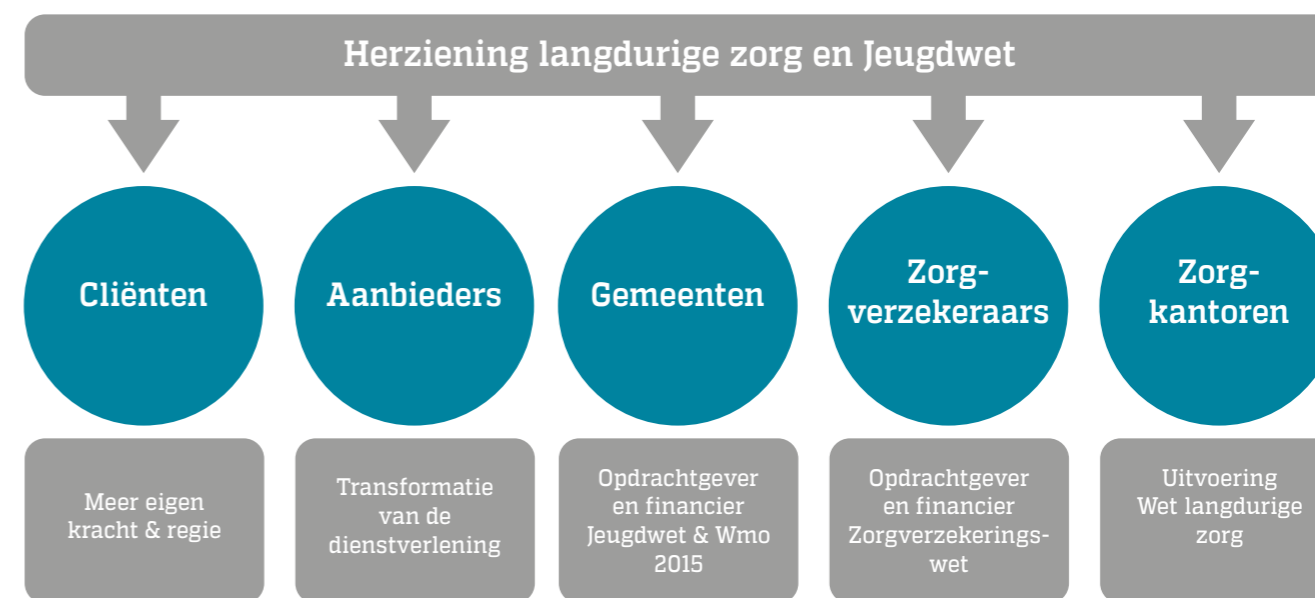 Herziening langdurige zorg en Jeugdwet
Cliënten
Aanbieders
Gemeenten
Zorg-
verzekeraars
Zorg-
kantoren
Meer eigen
kracht & regie
Transformatie
van de
dienstverlening
Opdrachtgever
en financier
Jeugdwet & Wmo
2015
Opdrachtgever
en financier
Zorgverzekerings-
wet
Uitvoering
Wet langdurige
zorg